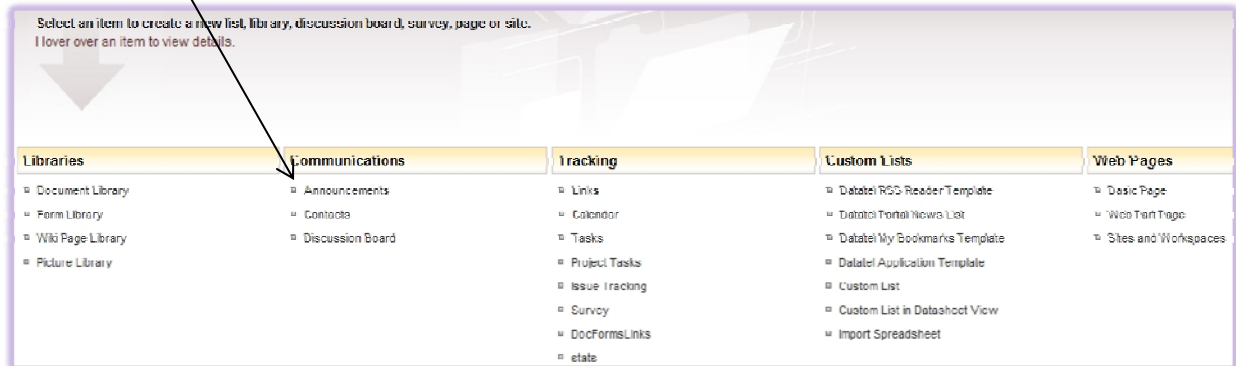 Select an item to create a new list, library, discussion board, survey, page or site.
Hover over an item to view details.
Libraries
Document Library
Form Library
Wiki Page Library
Picture Library
Communications
Announcements
Contacts
Discussion Board
Tracking
Links
Calendar
Tasks
Project Tasks
Issue Tracking
Survey
DocFormsLinks
state
Custom Lists
Datatel RSS Reader Template
Datatel Portal News List
Datatel My Bookmarks Template
Datatel Application Template
Custom List
Custom List in Datasheet View
Import Spreadsheet
Web Pages
Basic Page
Web Part Page
Sites and Workspaces